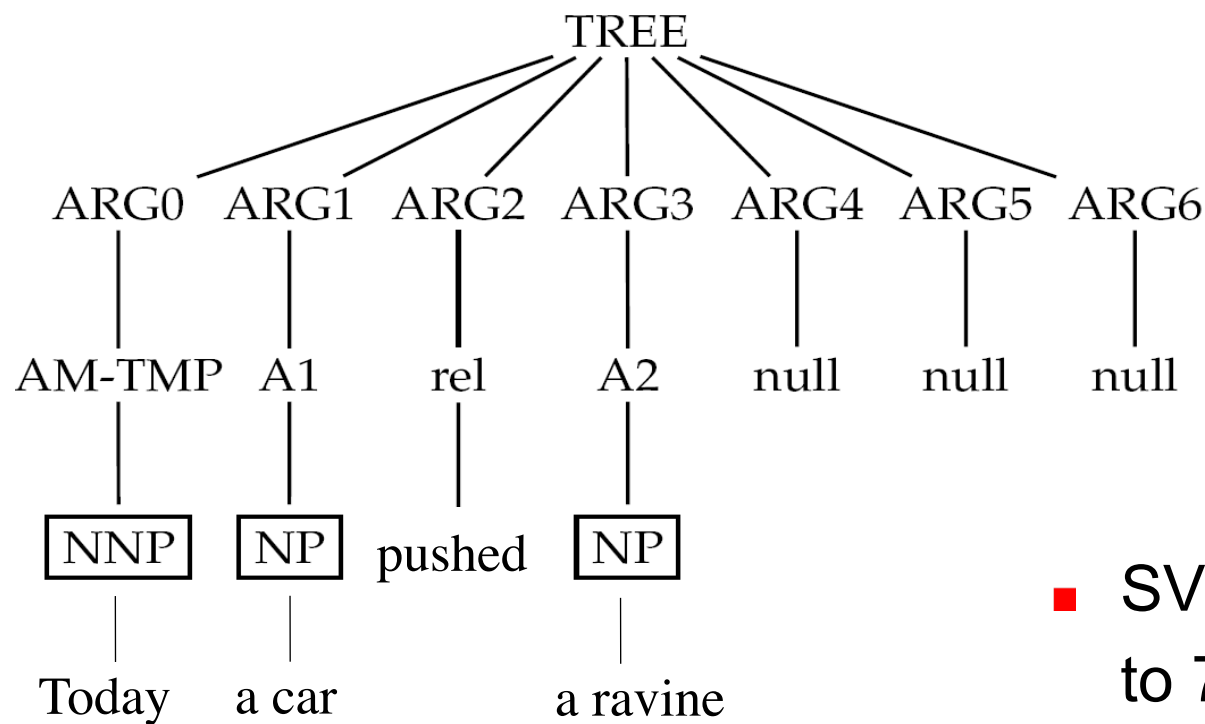 TREE
ARG0 ARG1 ARG2 ARG3 ARG4 ARG5 ARG6
AM-TMP A1 rel A2 null null null
NNP NP pushed NP
SV
to 7
Today a car a ravine